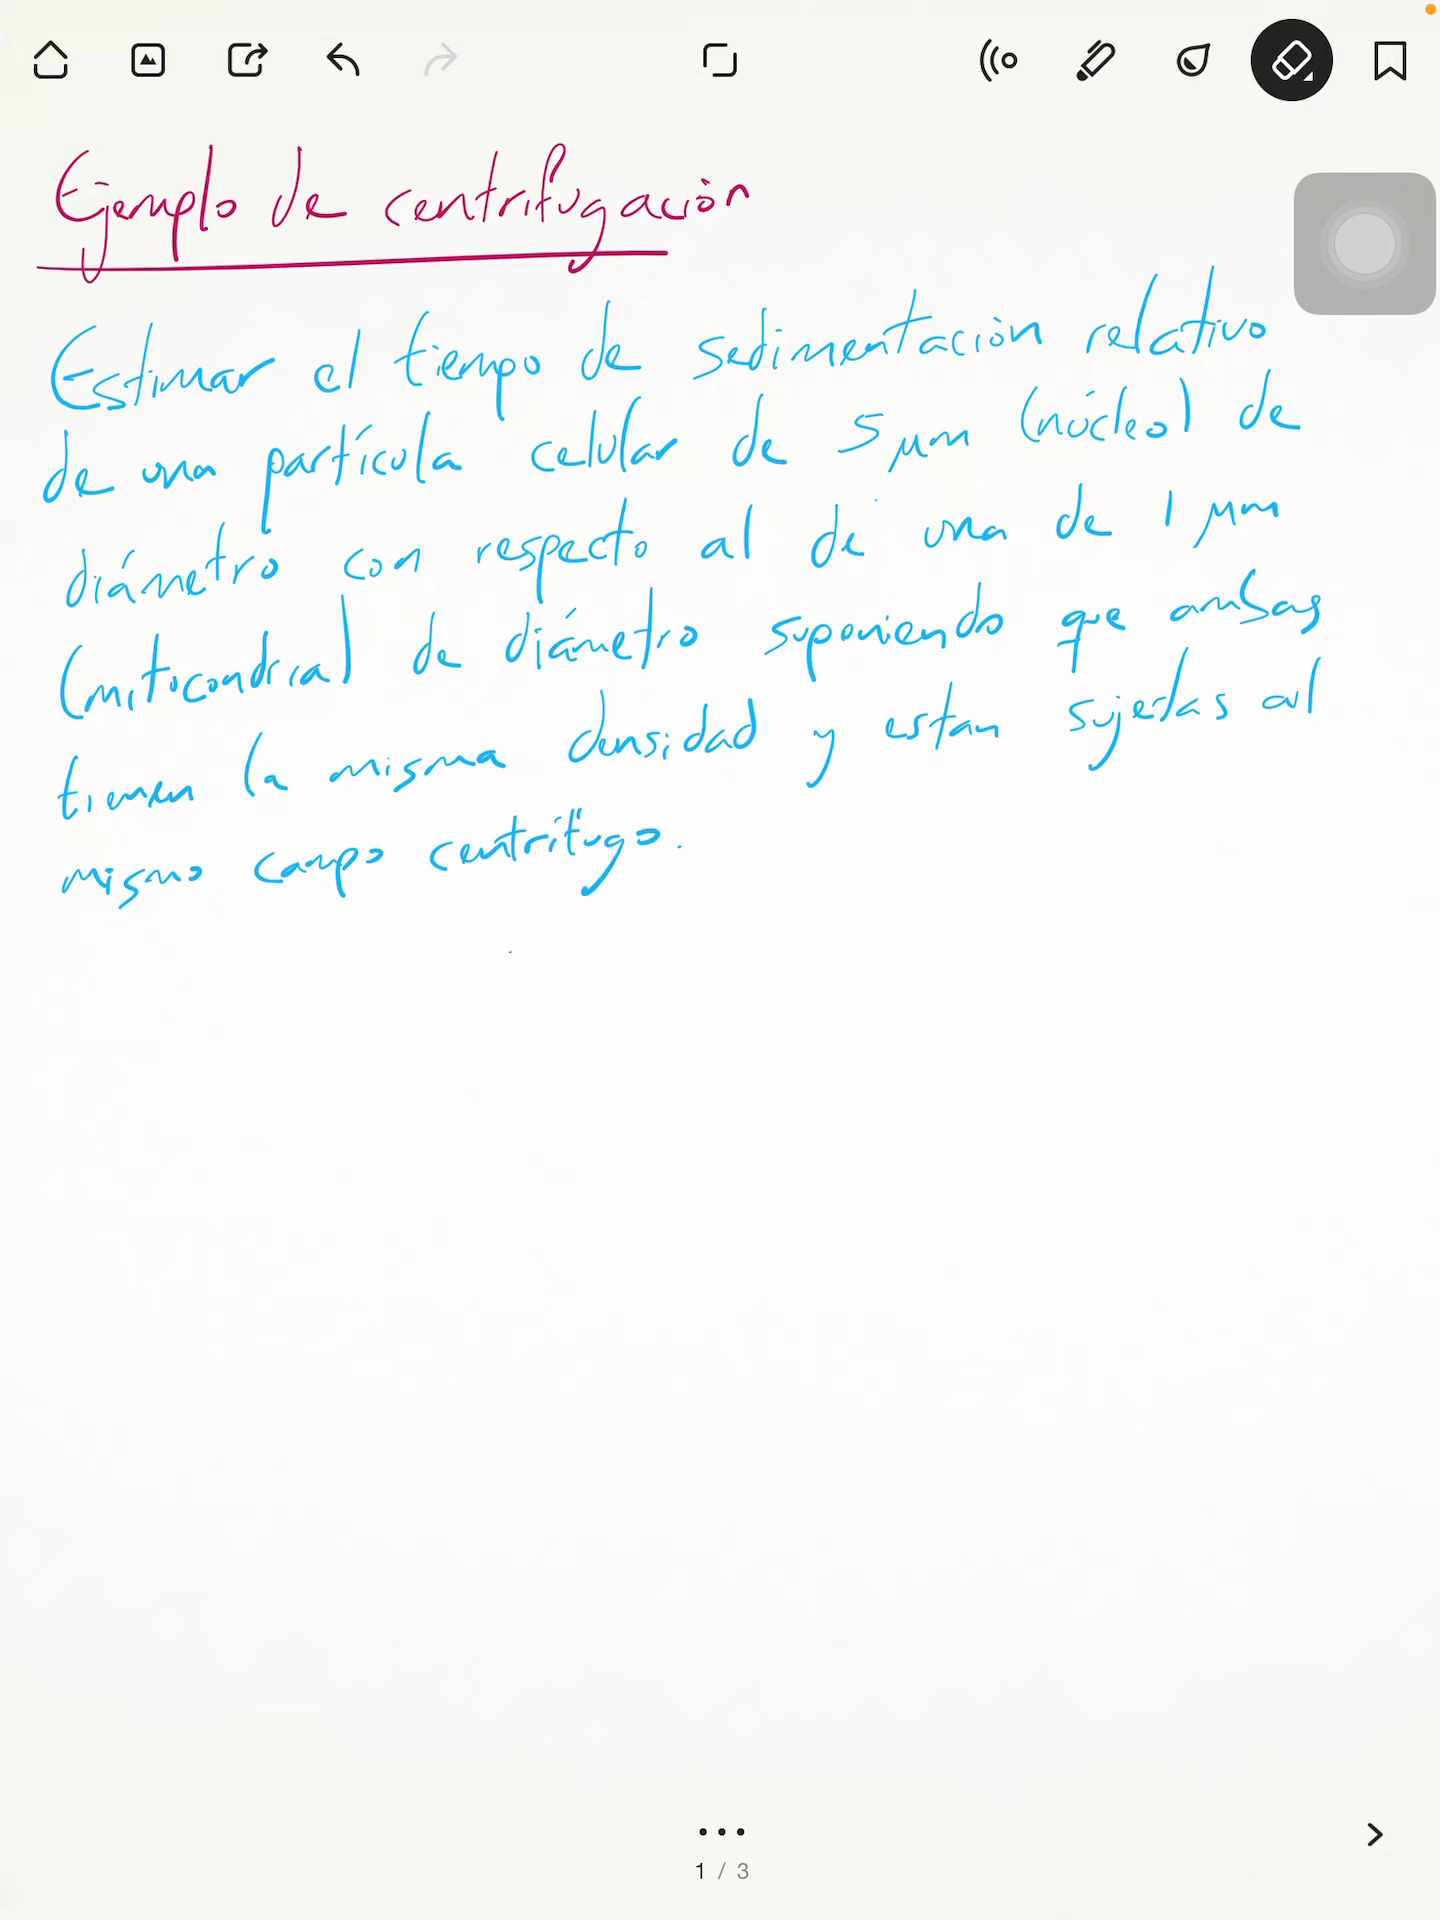 Ejemplo de centrifugación
Estimar el tiempo de sedimentación relativo
de una partícula celular de 5 μm (núcleo) de
diámetro con respecto al de una de 1 μm
(mitocondria) de diámetro suponiendo que ambas
tienen la misma densidad y estan sujetas al
mismo campo centrífugo.
1 / 3